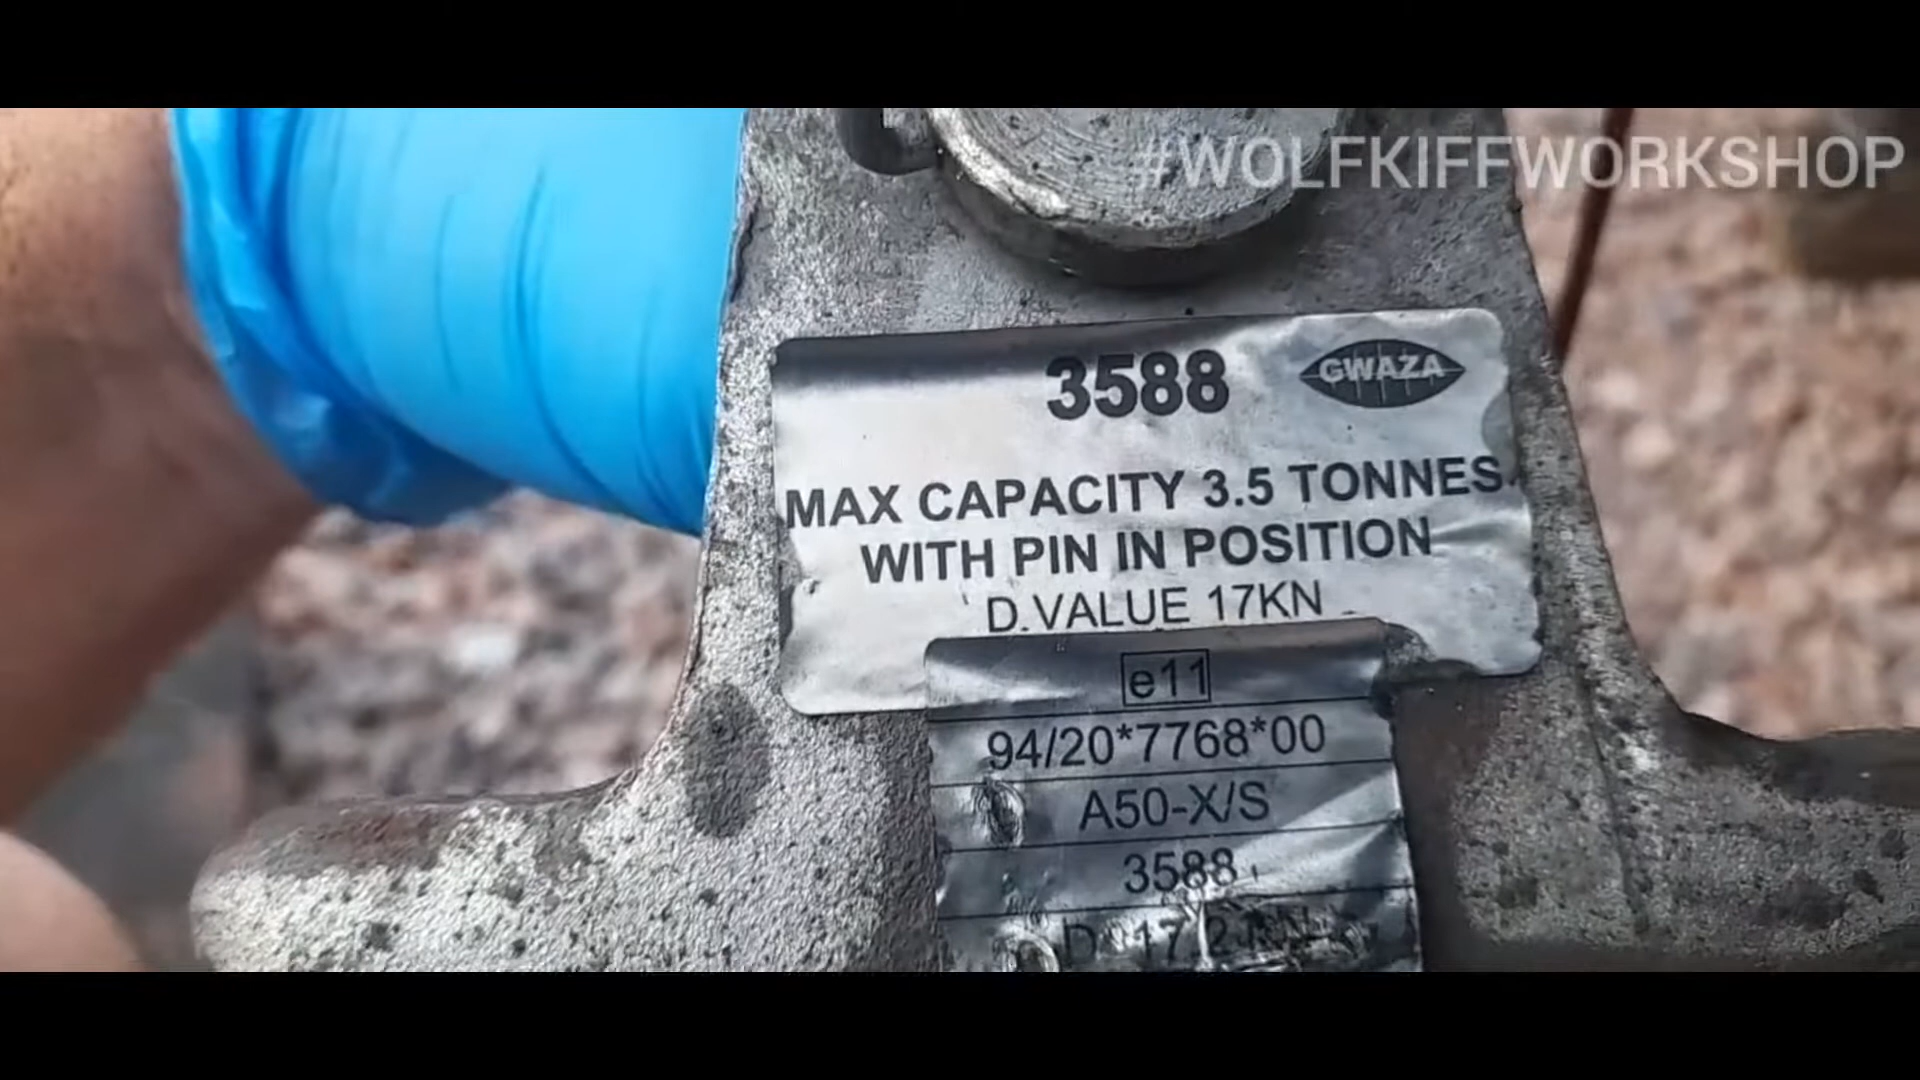 #WOLFKIFFWORKSHOP
3588
GWAZA
MAX CAPACITY 3.5 TONNES
WITH PIN IN POSITION
D.VALUE 17KN
e11
94/20*7768*00
A50-X/S
3588